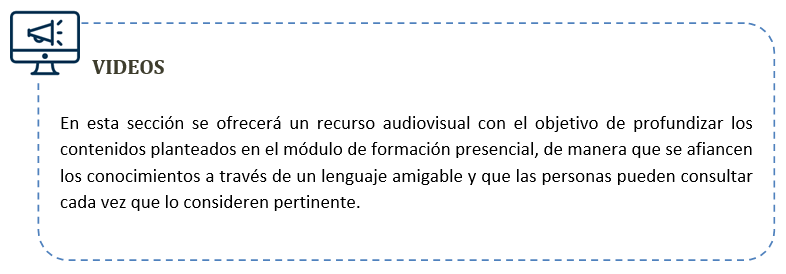 VIDEOS
En esta sección se ofrecerá un recurso audiovisual con el objetivo de profundizar los
contenidos planteados en el módulo de formación presencial, de manera que se afiancen
los conocimientos a través de un lenguaje amigable y que las personas pueden consultar
cada vez que lo consideren pertinente.